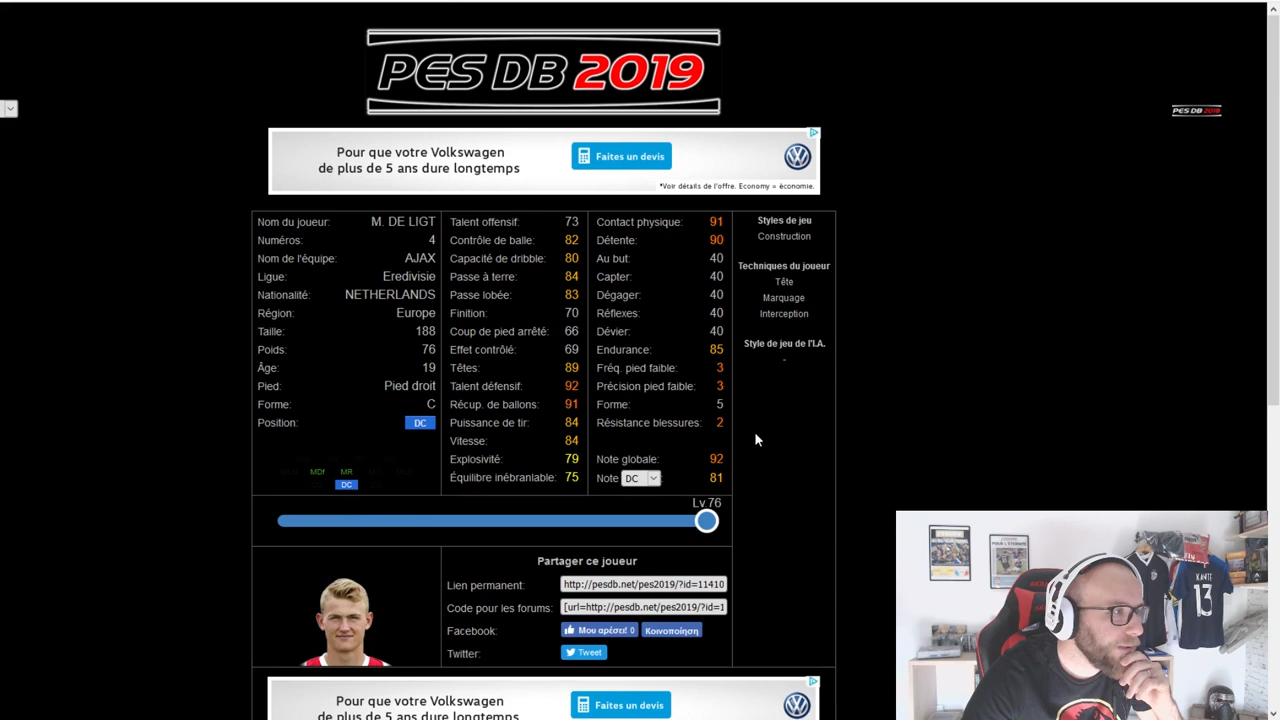 PES DB 2019
PES DB 2019
Pour que votre Volkswagen
de plus de 5 ans dure longtemps
Faites un devis
*Voir détails de l'offre. Economy = économie.
Nom du joueur: M. DE LIGT
Numéros: 4
Nom de l'équipe: AJAX
Ligue: Eredivisie
Nationalité: NETHERLANDS
Région: Europe
Taille: 188
Poids: 76
Âge: 19
Pied: Pied droit
Forme: C
Position: DC
MDf MR
DC
Talent offensif: 73
Contrôle de balle: 82
Capacité de dribble: 80
Passe à terre: 84
Passe lobée: 83
Finition: 70
Coup de pied arrêté: 66
Effet contrôlé: 69
Têtes: 89
Talent défensif: 92
Récup. de ballons: 91
Puissance de tir: 84
Vitesse: 84
Explosivité: 79
Équilibre inébranlable: 75
Contact physique: 91
Détente: 90
Au but: 40
Capter: 40
Dégager: 40
Réflexes: 40
Dévier: 40
Endurance: 85
Fréq. pied faible: 3
Précision pied faible: 3
Forme: 5
Résistance blessures: 2
Note globale: 92
Note DC : 81
Styles de jeu
Construction
Techniques du joueur
Tête
Marquage
Interception
Style de jeu de l'I.A.
-
Lv.76
Partager ce joueur
Lien permanent: http://pesdb.net/pes2019/?id=11410
Code pour les forums: [url=http://pesdb.net/pes2019/?id=1
Facebook: Μου αρέσει! 0 Κοινοποίηση
Twitter: Tweet
Pour que votre Volkswagen
de plus de 5 ans dure longtemps
Faites un devis
POUR L'ÉTERNITÉ
KANTE
13